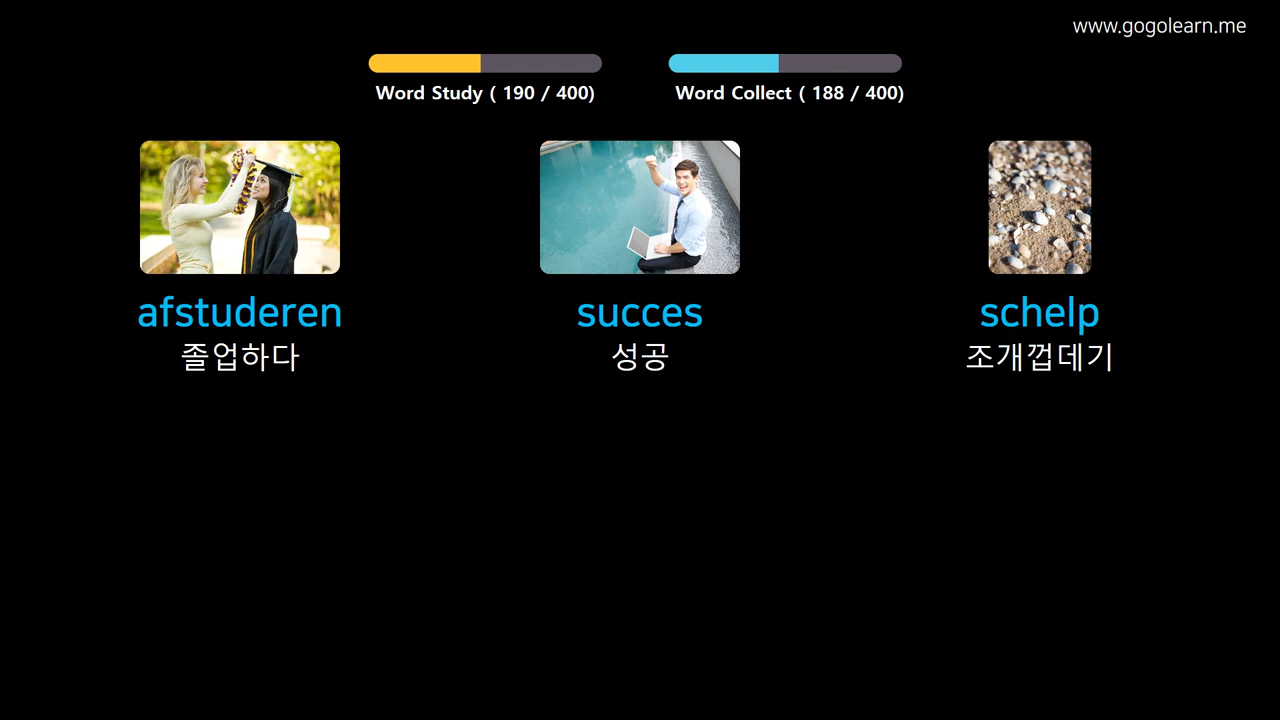 www.gogolearn.me
Word Study ( 190 / 400)
Word Collect ( 188 / 400)
afstuderen
졸업하다
succes
성공
schelp
조개껍데기